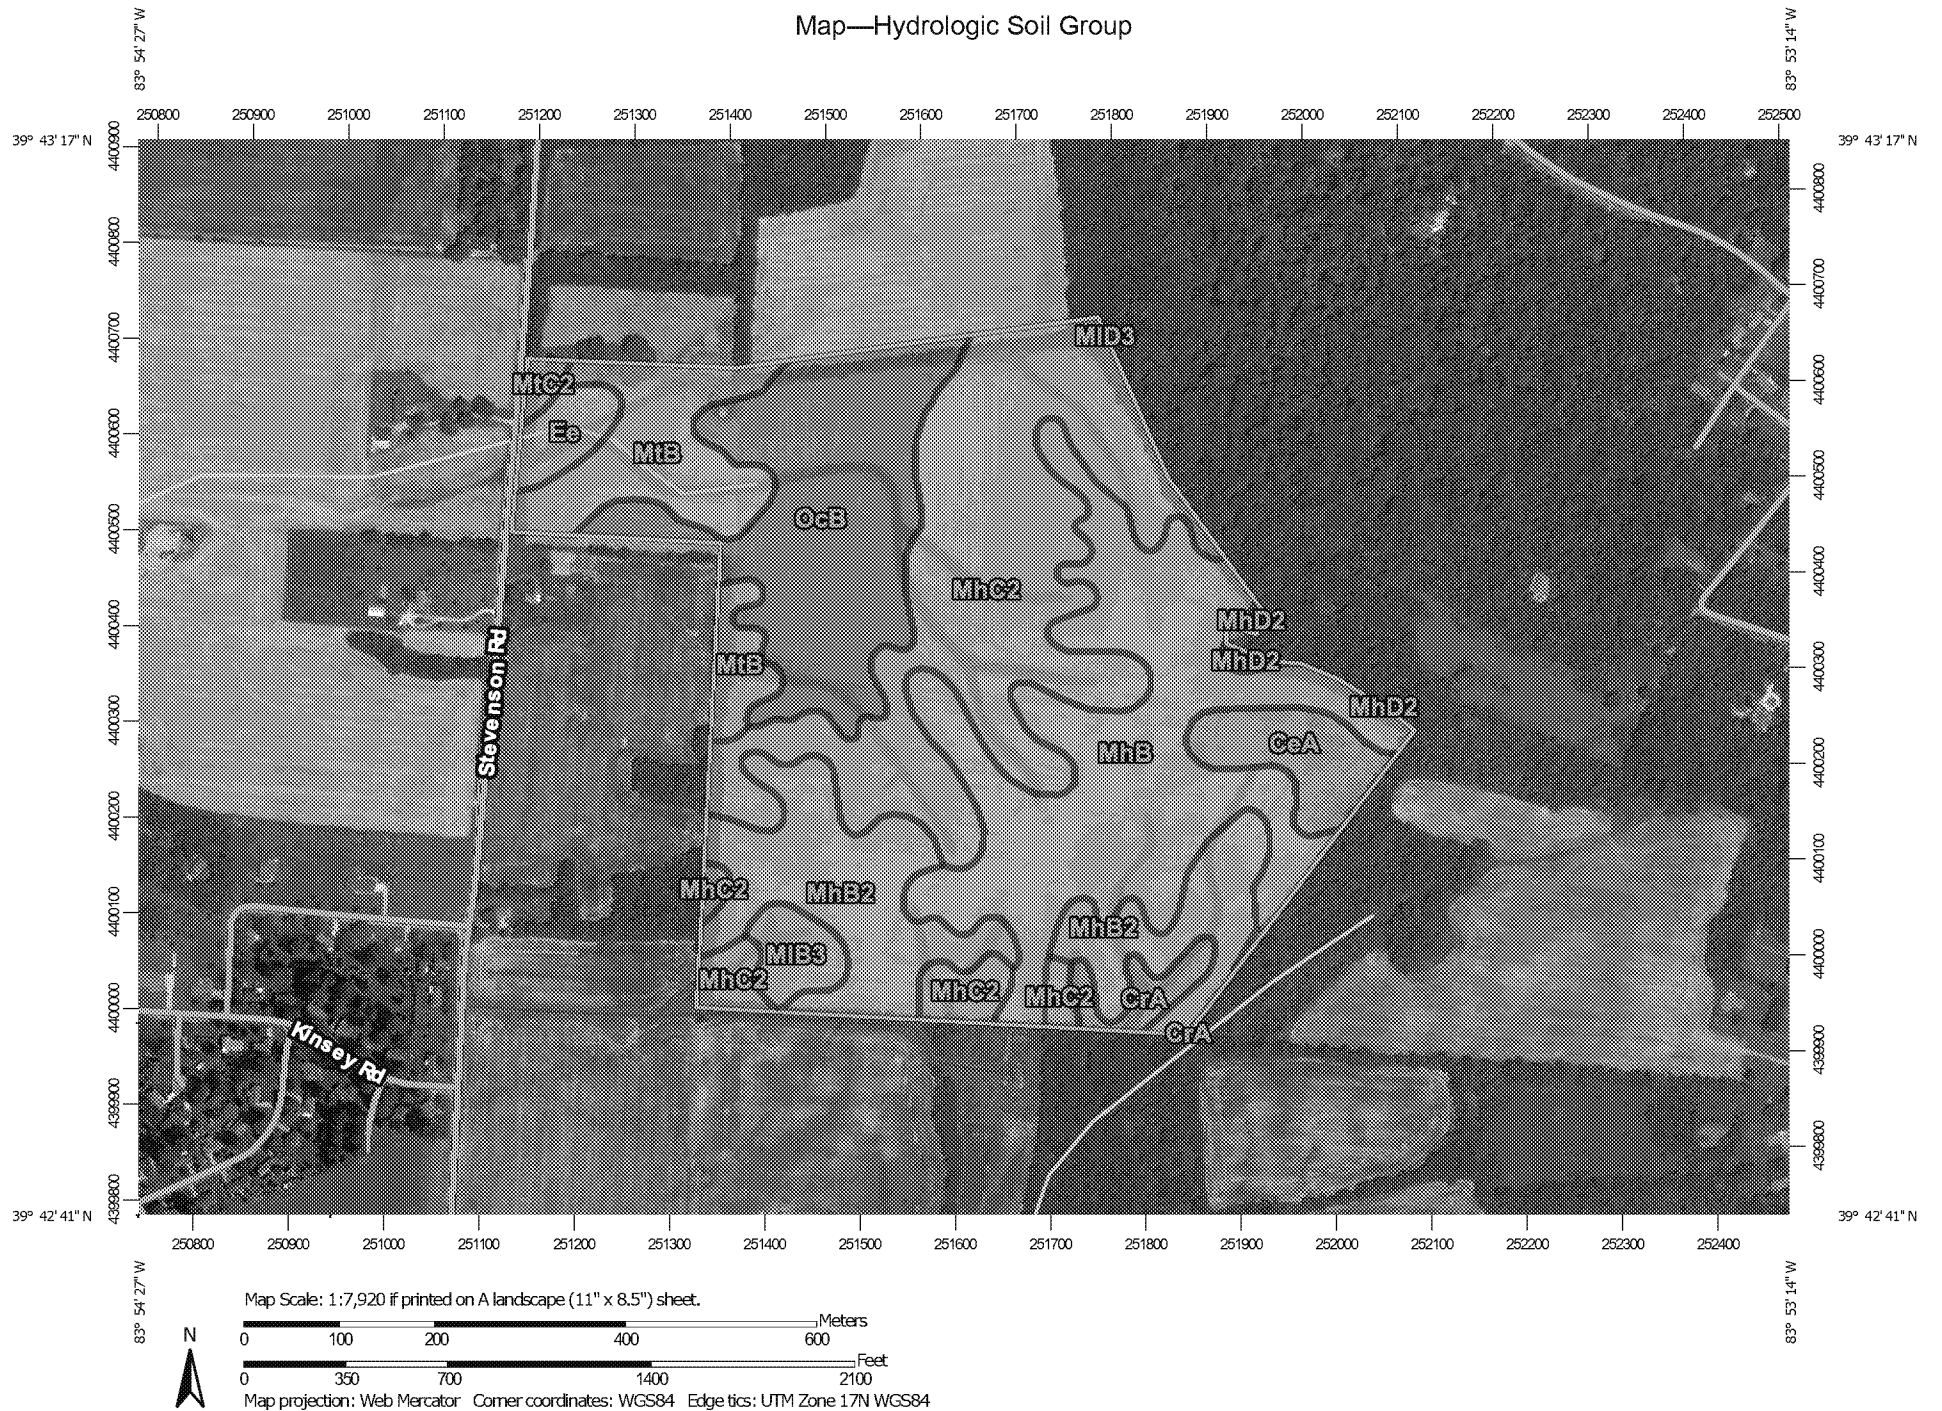 Map—Hydrologic Soil Group
83° 54' 27" W
83° 53' 14" W
250800 250900 251000 251100 251200 251300 251400 251500 251600 251700 251800 251900 252000 252100 252200 252300 252400 252500
39° 43' 17" N
39° 43' 17" N
4400900
4400800
4400700
4400600
4400500
4400400
4400300
4400200
4400100
4400000
4399900
4399800
4400800
4400700
4400600
4400500
4400400
4400300
4400200
4400100
4400000
4399900
4399800
MlD3
MtC2
Ee
MtB
OcB
MhC2
MhD2
MtB
MhD2
MhD2
CeA
MhB
Stevenson Rd
MhC2
MhB2
MhB2
MlB3
MhC2
MhC2
MhC2
CrA
CrA
Kinsey Rd
39° 42' 41" N
39° 42' 41" N
250800 250900 251000 251100 251200 251300 251400 251500 251600 251700 251800 251900 252000 252100 252200 252300 252400
83° 54' 27" W
83° 53' 14" W
Map Scale: 1:7,920 if printed on A landscape (11" x 8.5") sheet.
N
Meters
0 100 200 400 600
Feet
0 350 700 1400 2100
Map projection: Web Mercator Corner coordinates: WGS84 Edge tics: UTM Zone 17N WGS84